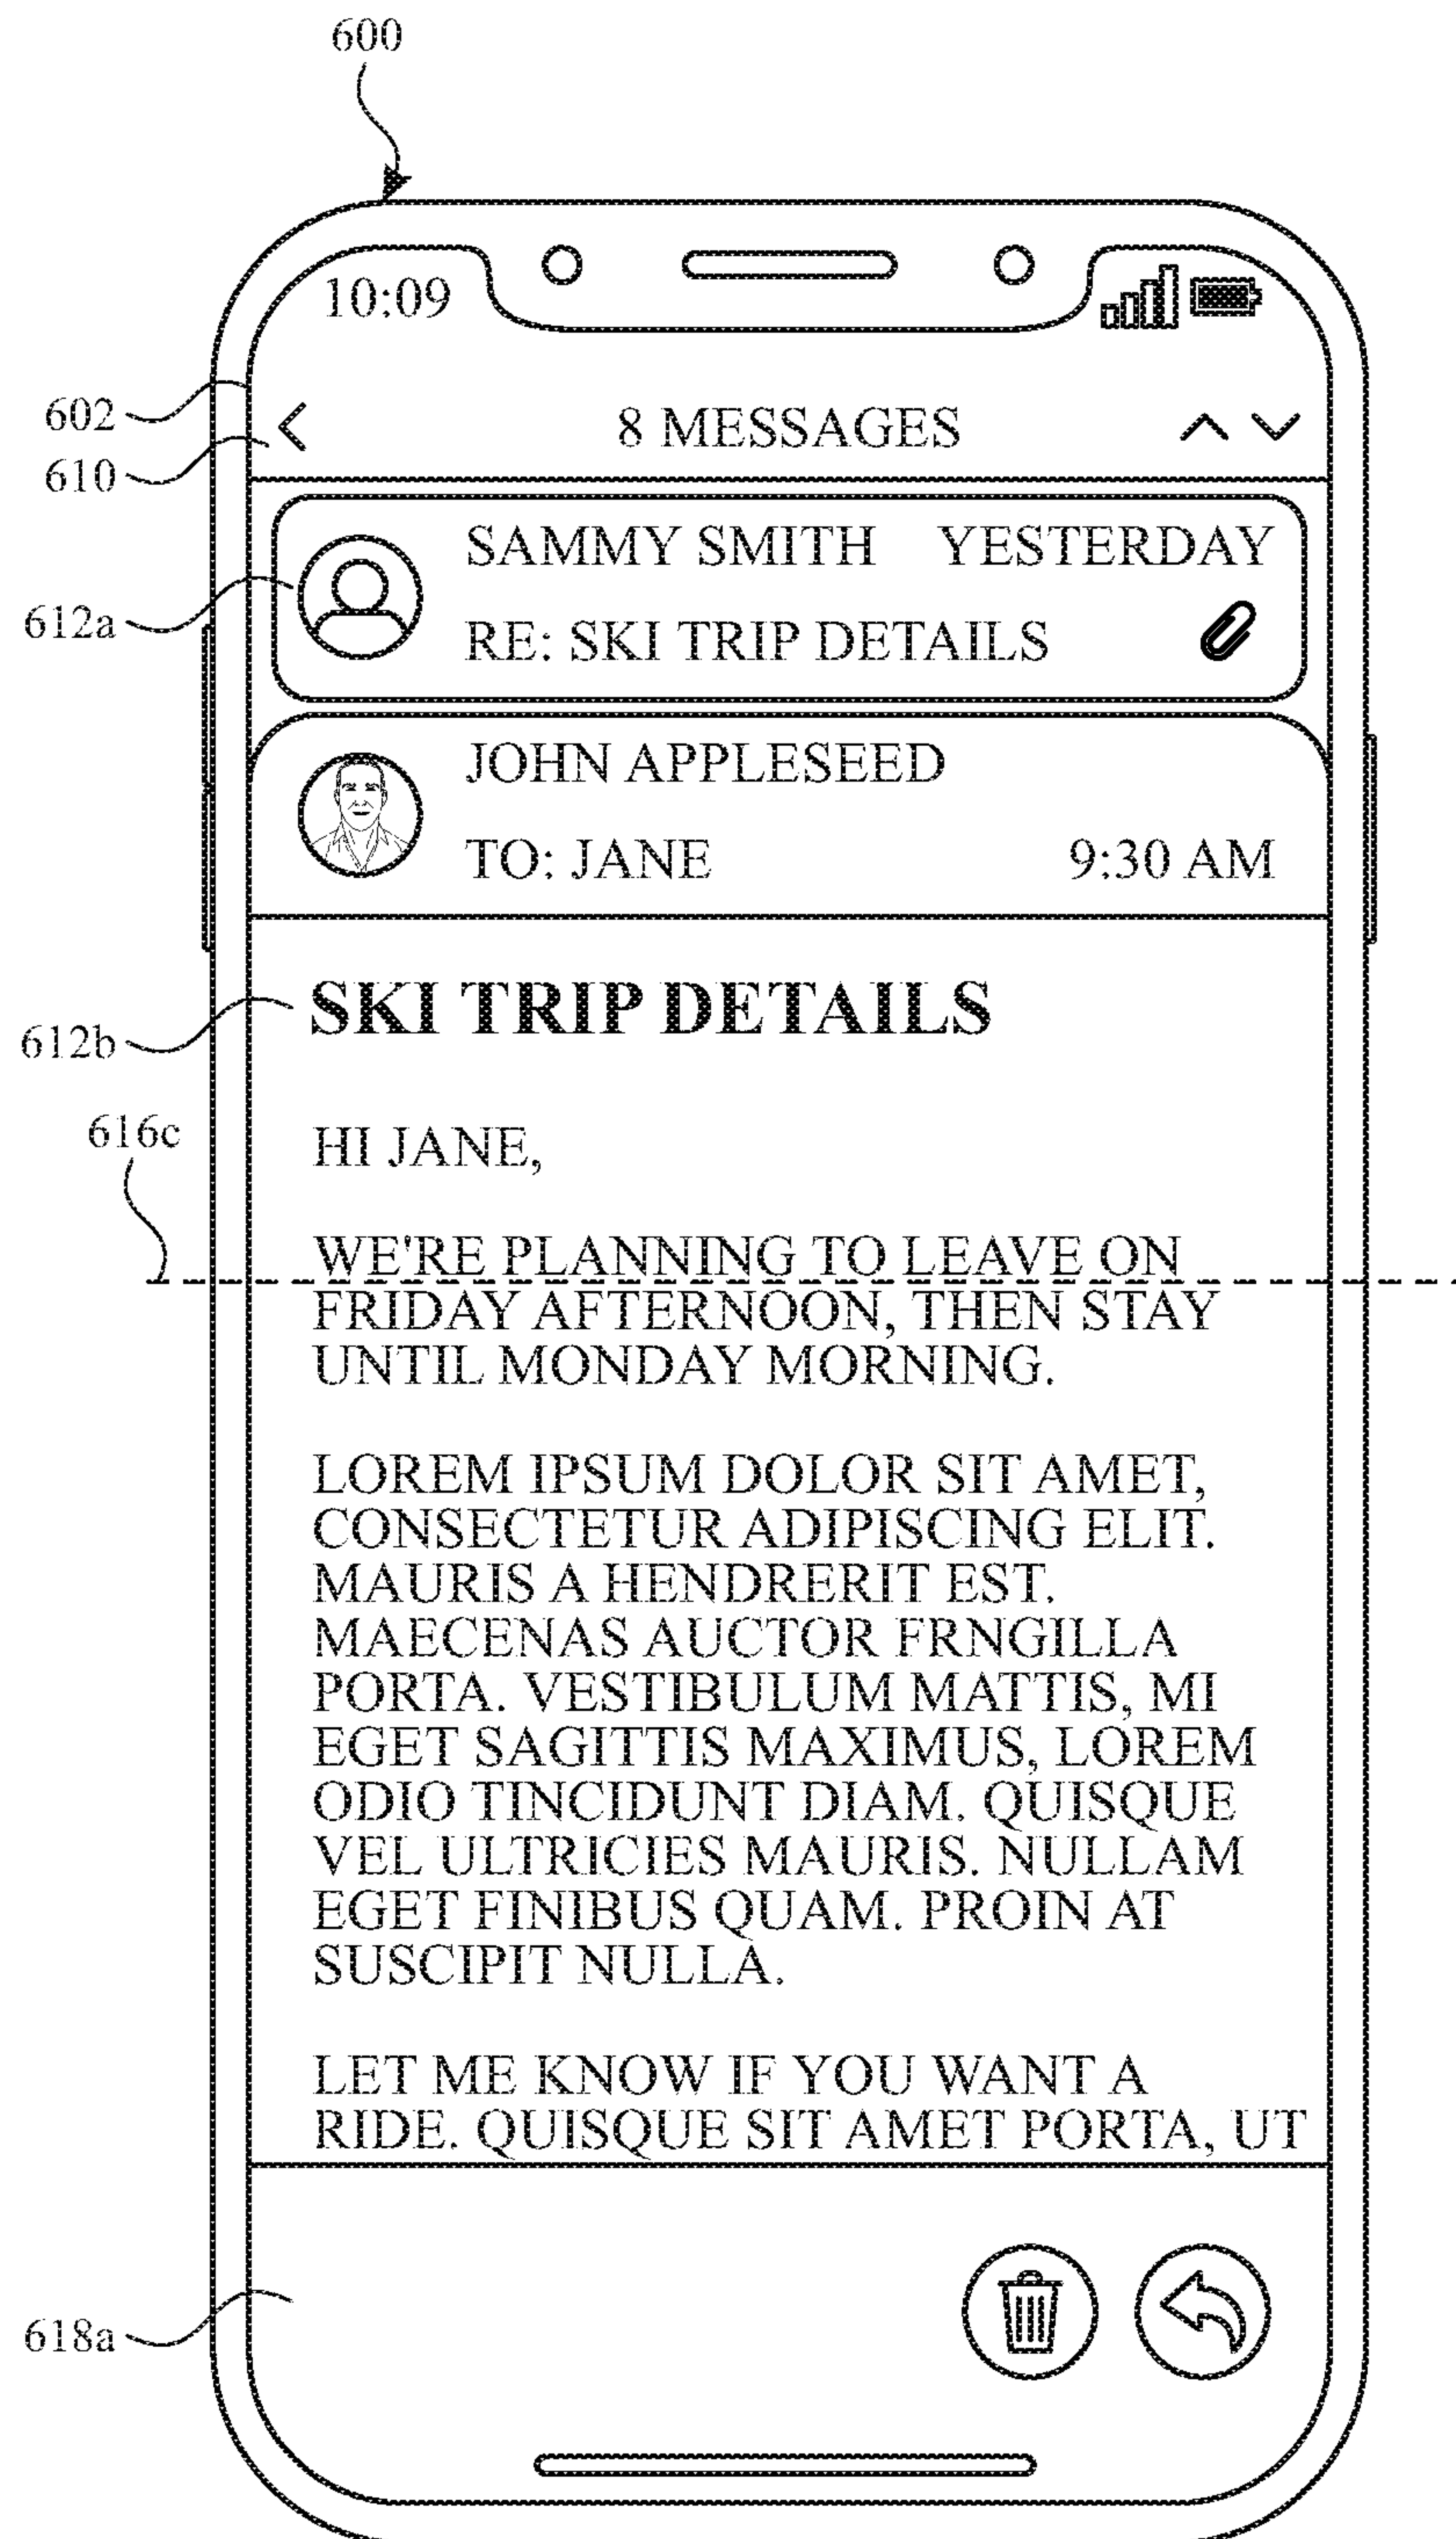 600
10:09
602
8 MESSAGES
610
SAMMY SMITH YESTERDAY
612a
RE: SKI TRIP DETAILS
JOHN APPLESEED
TO: JANE 9:30 AM
612b
SKI TRIP DETAILS
616c
HI JANE,
WE'RE PLANNING TO LEAVE ON
FRIDAY AFTERNOON, THEN STAY
UNTIL MONDAY MORNING.
LOREM IPSUM DOLOR SIT AMET,
CONSECTETUR ADIPISCING ELIT.
MAURIS A HENDRERIT EST.
MAECENAS AUCTOR FRNGILLA
PORTA. VESTIBULUM MATTIS, MI
EGET SAGITTIS MAXIMUS, LOREM
ODIO TINCIDUNT DIAM. QUISQUE
VEL ULTRICIES MAURIS. NULLAM
EGET FINIBUS QUAM. PROIN AT
SUSCIPIT NULLA.
LET ME KNOW IF YOU WANT A
RIDE. QUISQUE SIT AMET PORTA, UT
618a